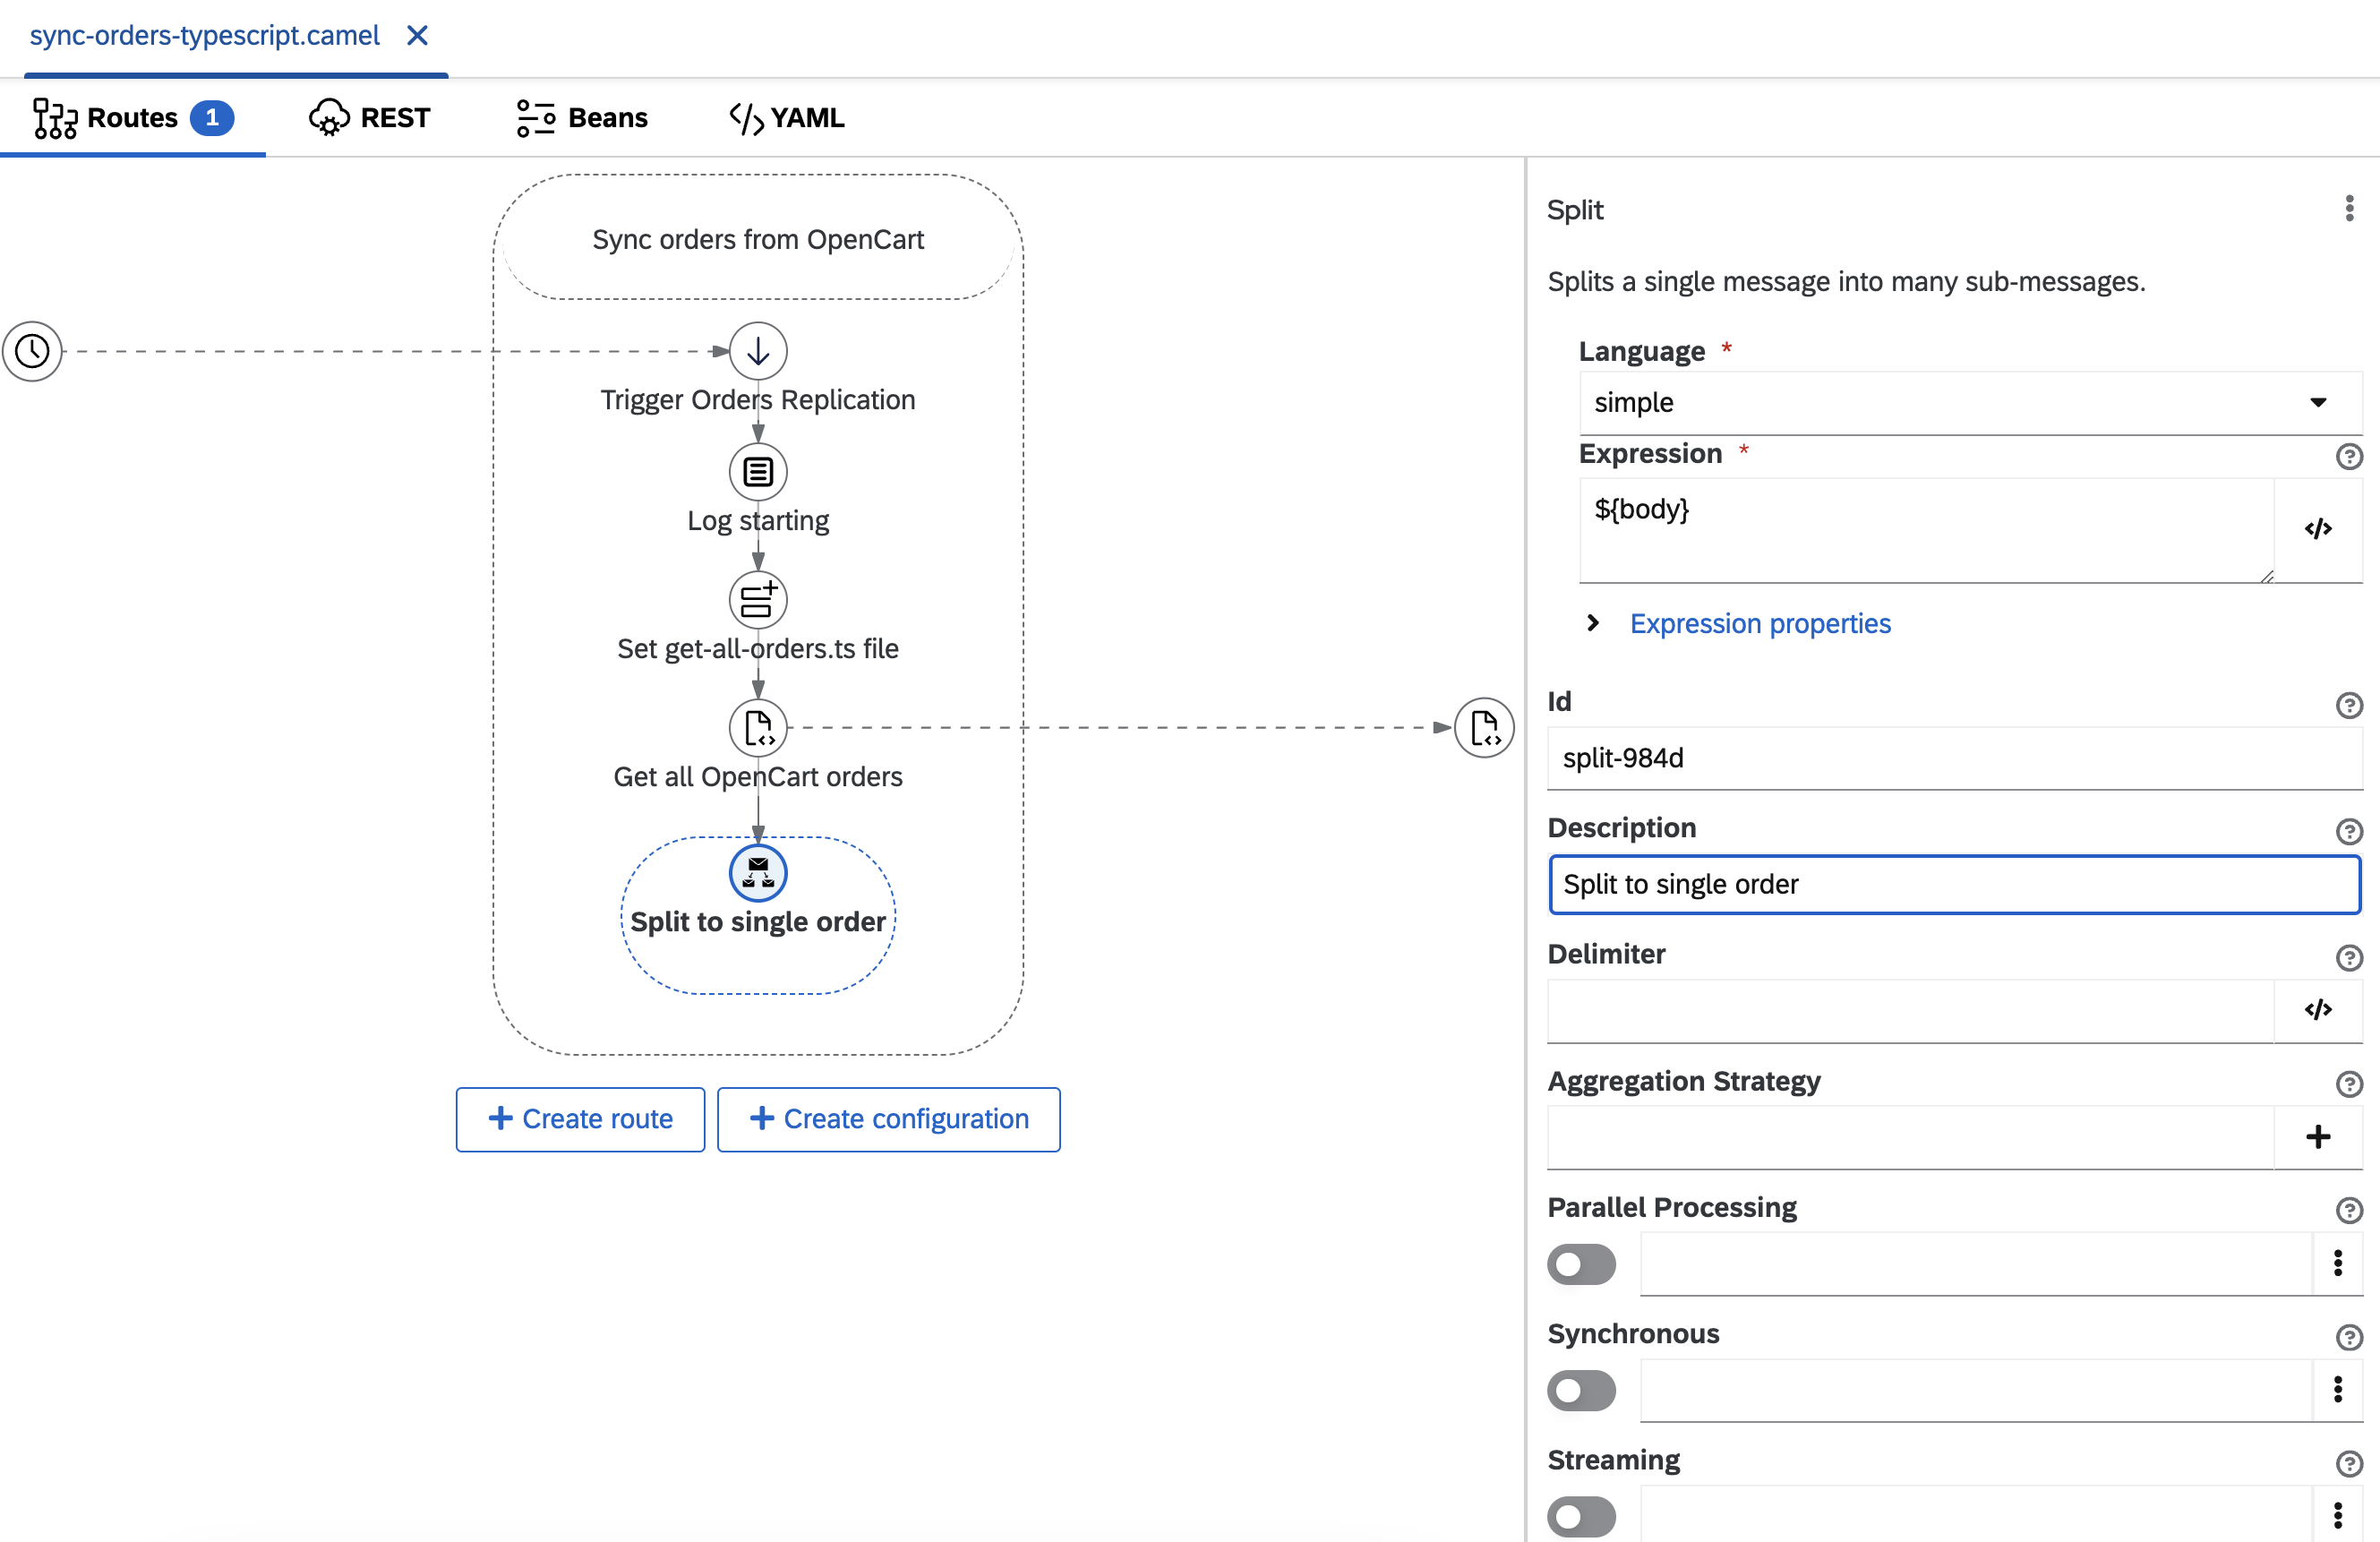 sync-orders-typescript.camel
Routes 1 REST Beans YAML
Sync orders from OpenCart
Trigger Orders Replication
Log starting
Set get-all-orders.ts file
Get all OpenCart orders
Split to single order
Create route Create configuration
Split
Splits a single message into many sub-messages.
Language *
simple
Expression *
${body}
Expression properties
Id
split-984d
Description
Split to single order
Delimiter
Aggregation Strategy
Parallel Processing
Synchronous
Streaming